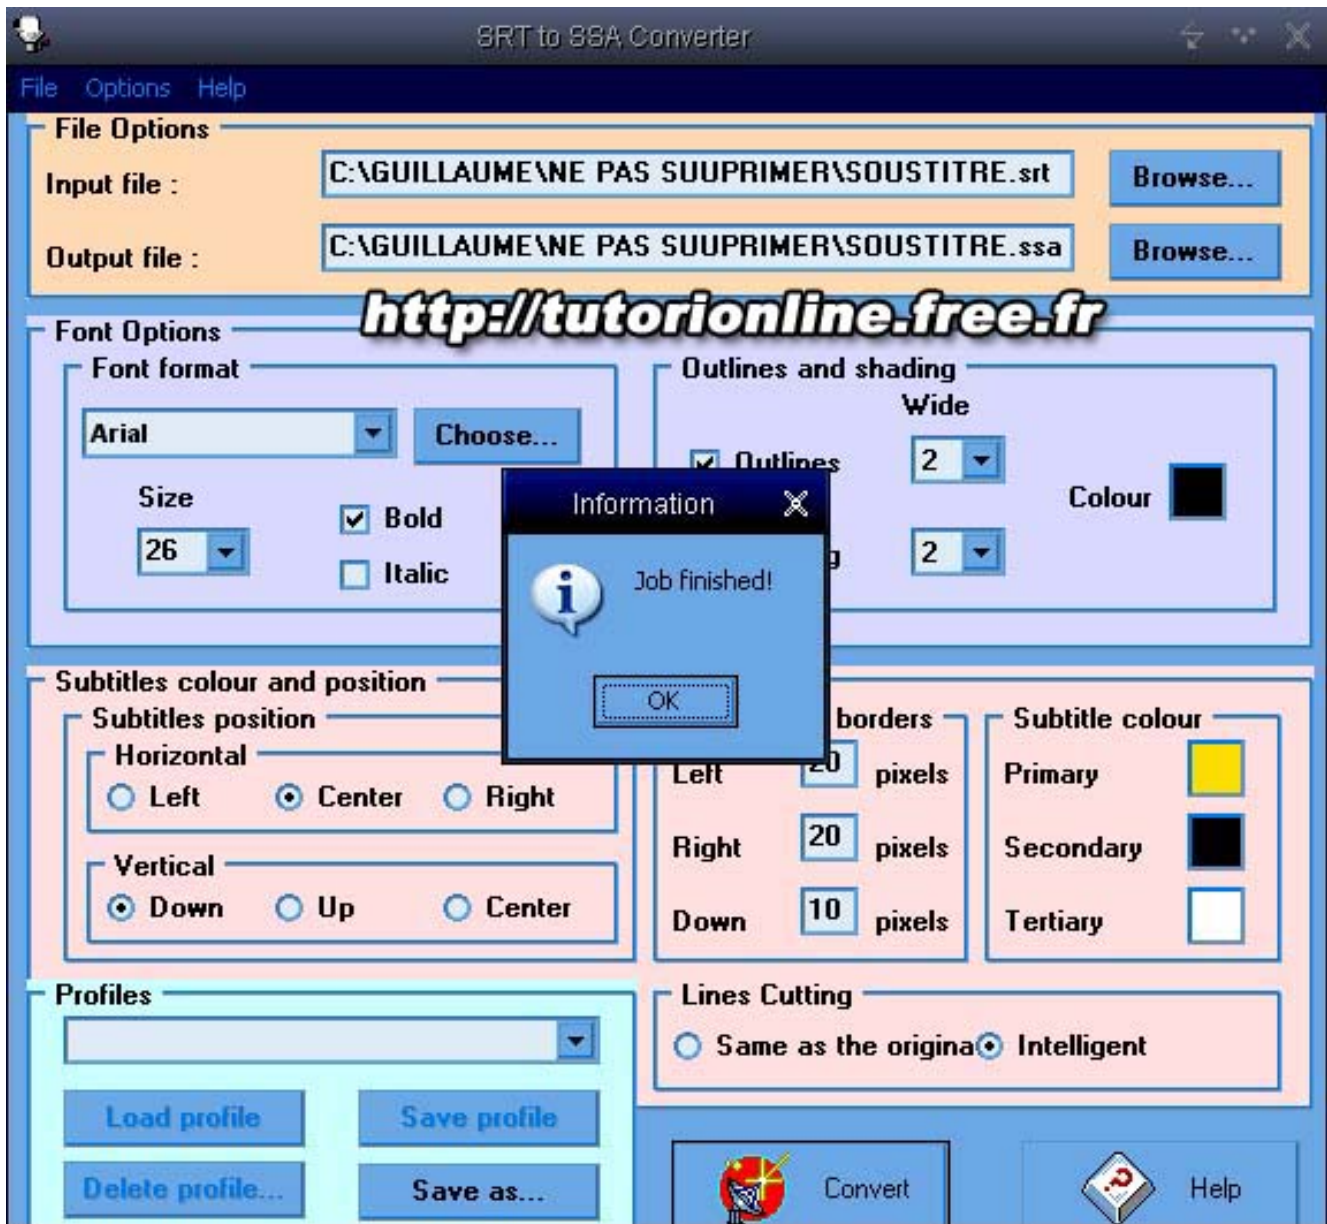 SRT to SSA Converter
File Options Help
File Options
Input file : C:\GUILLAUME\NE PAS SUUPRIMER\SOUSTITRE.srt Browse...
Output file : C:\GUILLAUME\NE PAS SUUPRIMER\SOUSTITRE.ssa Browse...
http://tutorionline.free.fr
Font Options
Font format
Arial Choose...
Size
26
Bold
Italic
Outlines and shading
Wide
Outlines 2
2
Colour
Information
Job finished!
OK
Subtitles colour and position
Subtitles position
Horizontal
Left Center Right
Vertical
Down Up Center
borders
Left 20 pixels
Right 20 pixels
Down 10 pixels
Subtitle colour
Primary
Secondary
Tertiary
Profiles
Load profile Save profile
Delete profile... Save as...
Lines Cutting
Same as the origina Intelligent
Convert Help